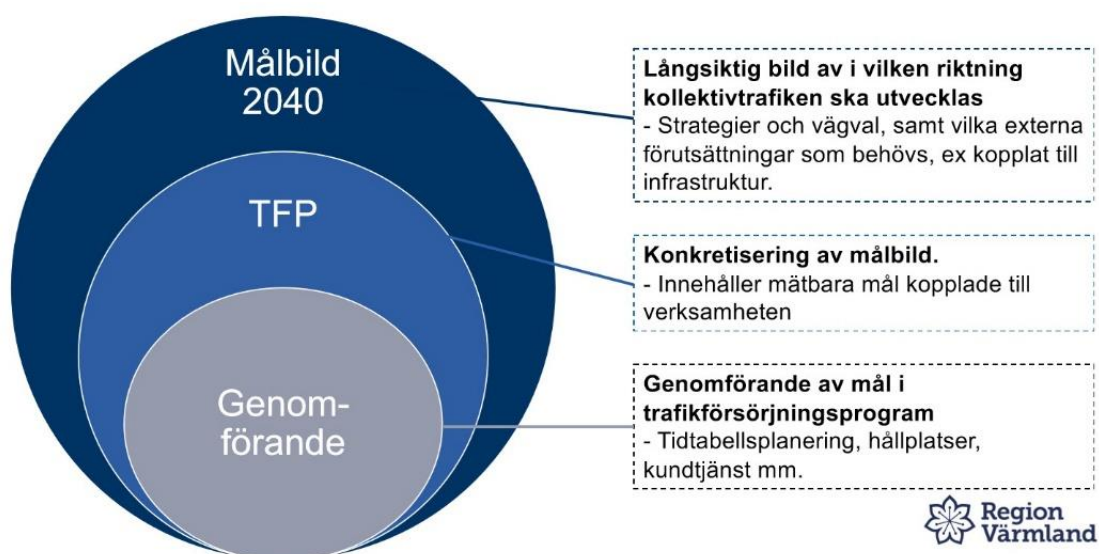 Målbild
2040
TFP
Genom-
förande
Långsiktig bild av i vilken riktning
kollektivtrafiken ska utvecklas
- Strategier och vägval, samt vilka externa
förutsättningar som behövs, ex kopplat till
infrastruktur.
Konkretisering av målbild.
- Innehåller mätbara mål kopplade till
verksamheten
Genomförande av mål i
trafikförsörjningsprogram
- Tidtabellsplanering, hållplatser,
kundtjänst mm.
Region
Värmland